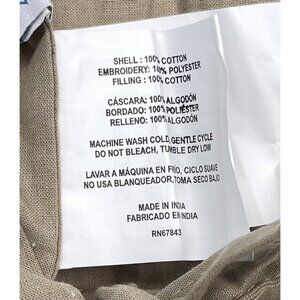 SHELL : 100% COTTON
EMBROIDERY: 100% POLYESTER
FILLING : 100% COTTON
CÁSCARA: 100% ALGODÓN
BORDADO: 100% POLIÉSTER
RELLENO: 100% ALGODÓN
MACHINE WASH COLD, GENTLE CYCLE
DO NOT BLEACH, TUMBLE DRY LOW
LAVAR A MÁQUINA EN FRÍO, CICLO SUAVE
NO USA BLANQUEADOR, TOMA SECO BAJO
MADE IN INDIA
FABRICADO EN INDIA
RN67843